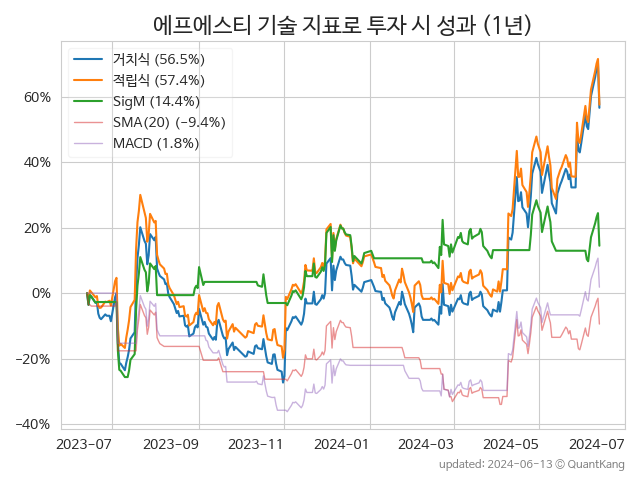 에프에스티 기술 지표로 투자 시 성과 (1년)
거치식 (56.5%)
적립식 (57.4%)
SigM (14.4%)
SMA(20) (−9.4%)
MACD (1.8%)
60%
40%
20%
0%
−20%
−40%
2023-07 2023-09 2023-11 2024-01 2024-03 2024-05 2024-07
updated: 2024-06-13 © QuantKang